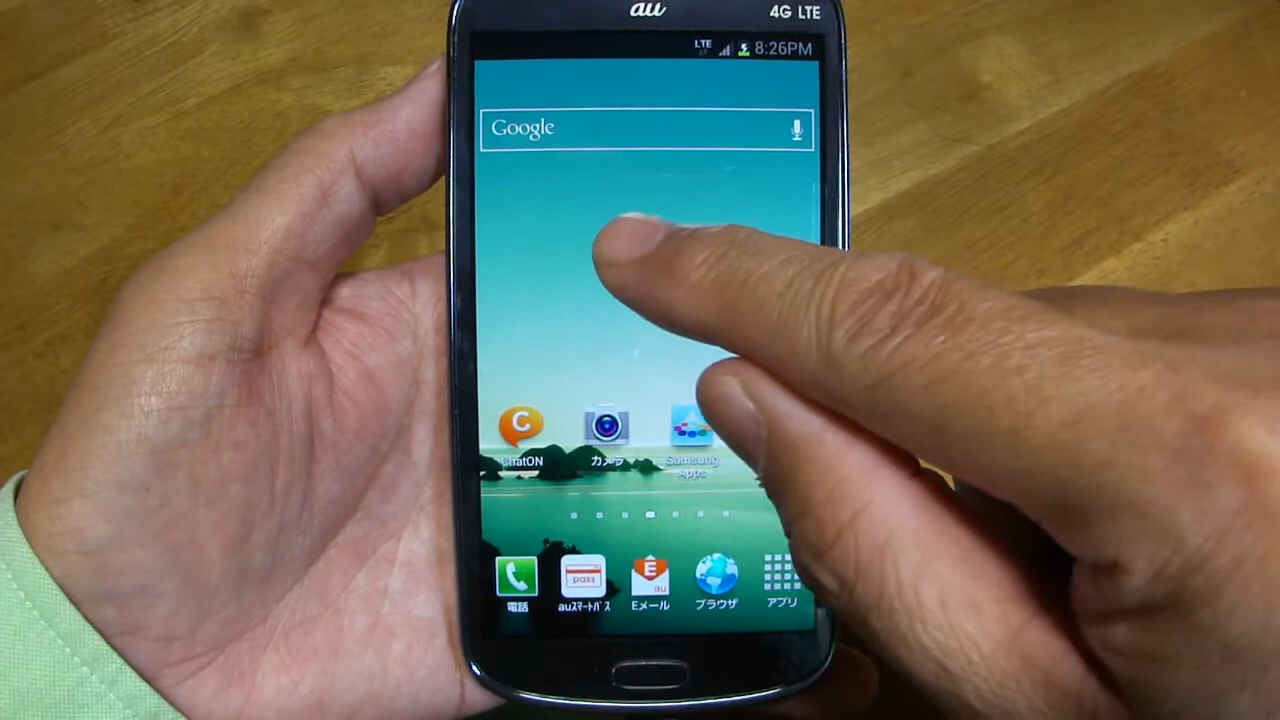 au
4G LTE
LTE
8:26PM
Google
C
ChatON
カメラ
Samsung
Apps
pass
E
au
電話
auスマートパス
Eメール
ブラウザ
アプリ